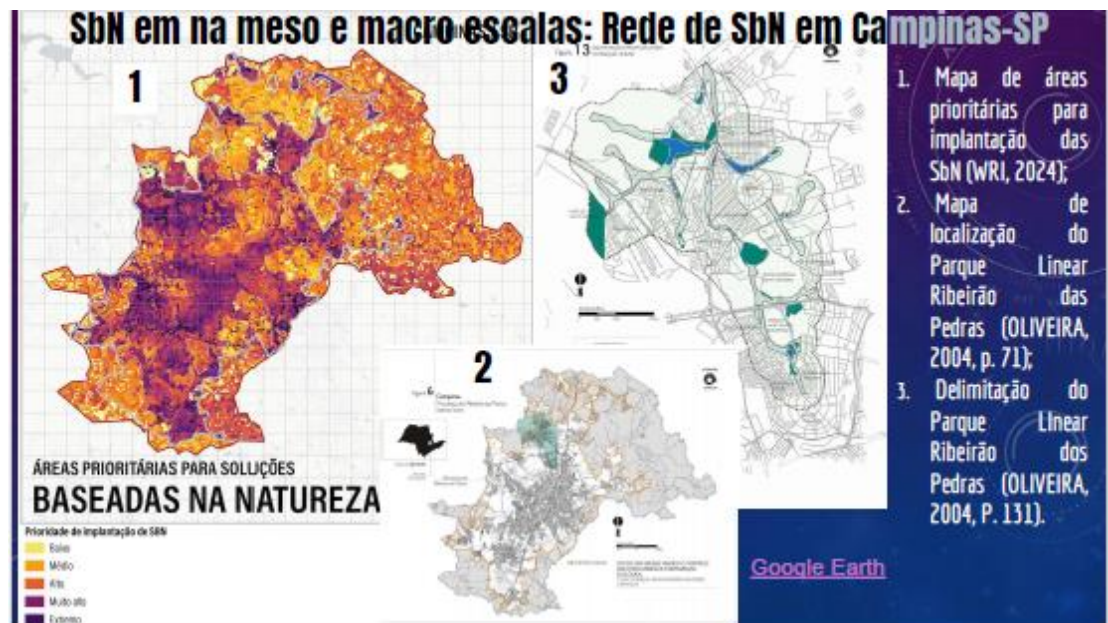 SbN em na meso e macro escalas: Rede de SbN em Campinas-SP
1
3
13
1. Mapa de áreas
prioritárias para
implantação das
SbN (WRI, 2024);
2. Mapa de
localização do
Parque Linear
Ribeirão das
Pedras (OLIVEIRA,
2004, p. 71);
3. Delimitação do
Parque LInear
Ribeirão dos
Pedras (OLIVEIRA,
2004, P. 131).
2
6
ÁREAS PRIORITÁRIAS PARA SOLUÇÕES
BASEADAS NA NATUREZA
Prioridade de implantação de SBN
Baixo
Médio
Alto
Muito alto
Extremo
Google Earth